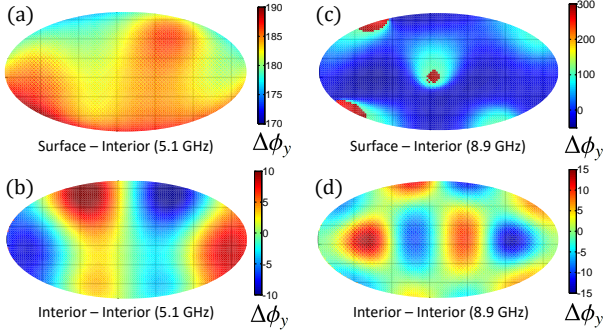 (a)
190
185
180
175
170
Surface – Interior (5.1 GHz)
Δϕy
(c)
300
200
100
0
Surface – Interior (8.9 GHz)
Δϕy
(b)
10
5
0
-5
-10
Interior – Interior (5.1 GHz)
Δϕy
(d)
15
10
5
0
-5
-10
-15
Interior – Interior (8.9 GHz)
Δϕy